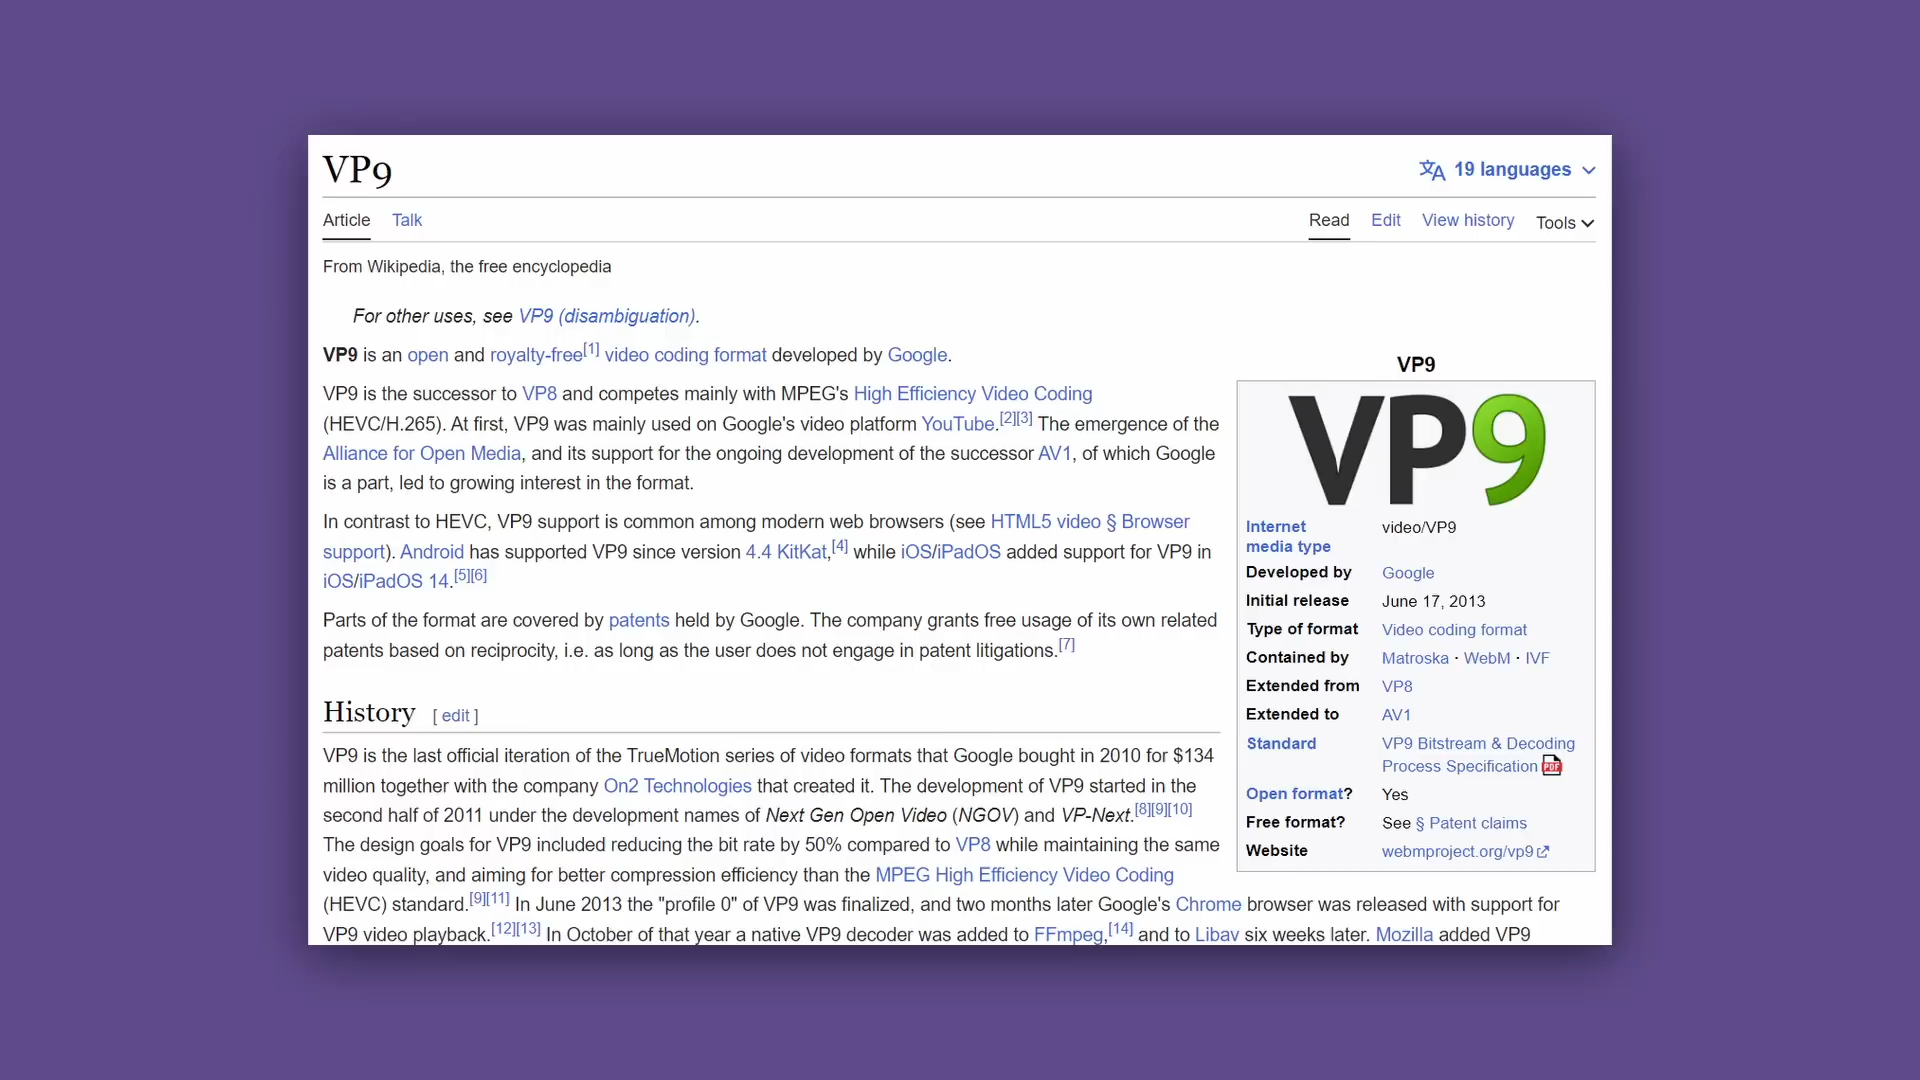 VP9
19 languages
Article Talk
Read Edit View history Tools
From Wikipedia, the free encyclopedia
For other uses, see VP9 (disambiguation).
VP9 is an open and royalty-free[1] video coding format developed by Google.
VP9 is the successor to VP8 and competes mainly with MPEG's High Efficiency Video Coding
(HEVC/H.265). At first, VP9 was mainly used on Google's video platform YouTube.[2][3] The emergence of the
Alliance for Open Media, and its support for the ongoing development of the successor AV1, of which Google
is a part, led to growing interest in the format.
In contrast to HEVC, VP9 support is common among modern web browsers (see HTML5 video § Browser
support). Android has supported VP9 since version 4.4 KitKat,[4] while iOS/iPadOS added support for VP9 in
iOS/iPadOS 14.[5][6]
Parts of the format are covered by patents held by Google. The company grants free usage of its own related
patents based on reciprocity, i.e. as long as the user does not engage in patent litigations.[7]
History [ edit ]
VP9 is the last official iteration of the TrueMotion series of video formats that Google bought in 2010 for $134
million together with the company On2 Technologies that created it. The development of VP9 started in the
second half of 2011 under the development names of Next Gen Open Video (NGOV) and VP-Next.[8][9][10]
The design goals for VP9 included reducing the bit rate by 50% compared to VP8 while maintaining the same
video quality, and aiming for better compression efficiency than the MPEG High Efficiency Video Coding
(HEVC) standard.[9][11] In June 2013 the "profile 0" of VP9 was finalized, and two months later Google's Chrome browser was released with support for
VP9 video playback.[12][13] In October of that year a native VP9 decoder was added to FFmpeg,[14] and to Libav six weeks later. Mozilla added VP9
VP9
VP9
Internet video/VP9
media type
Developed by Google
Initial release June 17, 2013
Type of format Video coding format
Contained by Matroska · WebM · IVF
Extended from VP8
Extended to AV1
Standard VP9 Bitstream & Decoding
Process Specification PDF
Open format? Yes
Free format? See § Patent claims
Website webmproject.org/vp9